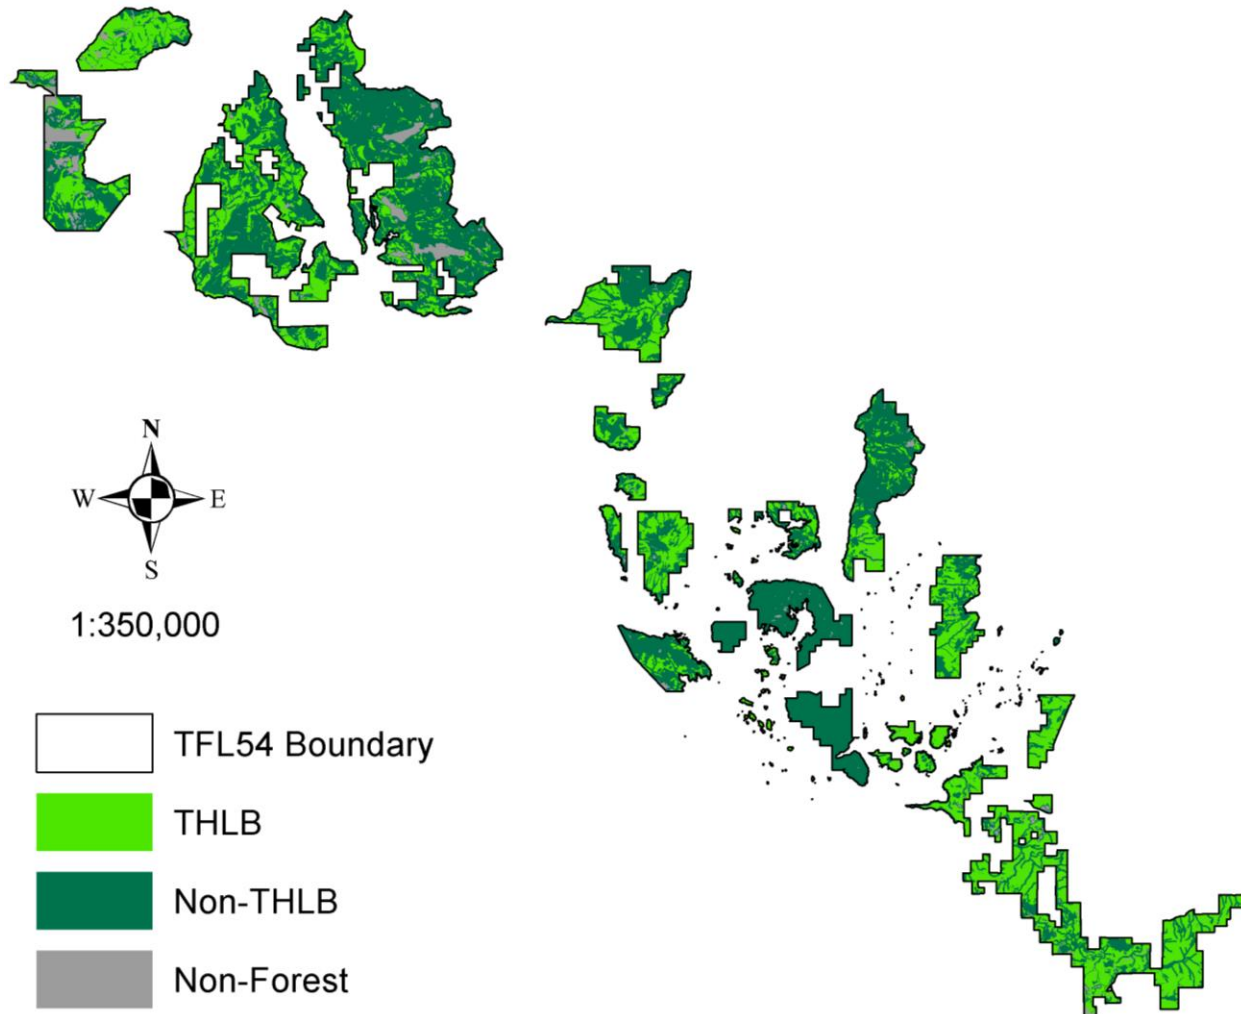 N
W E
S
1:350,000
TFL54 Boundary
THLB
Non-THLB
Non-Forest